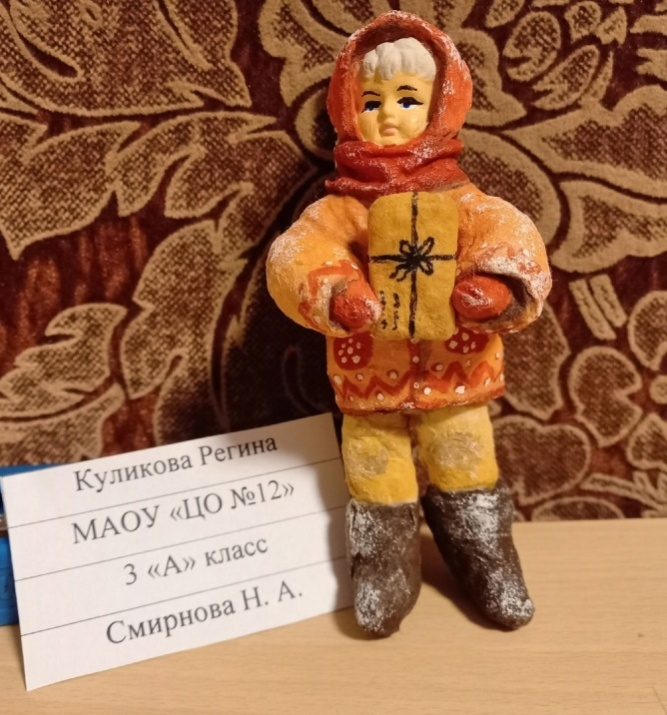 Куликова Регина
МАОУ «ЦО №12»
3 «А» класс
Смирнова Н. А.